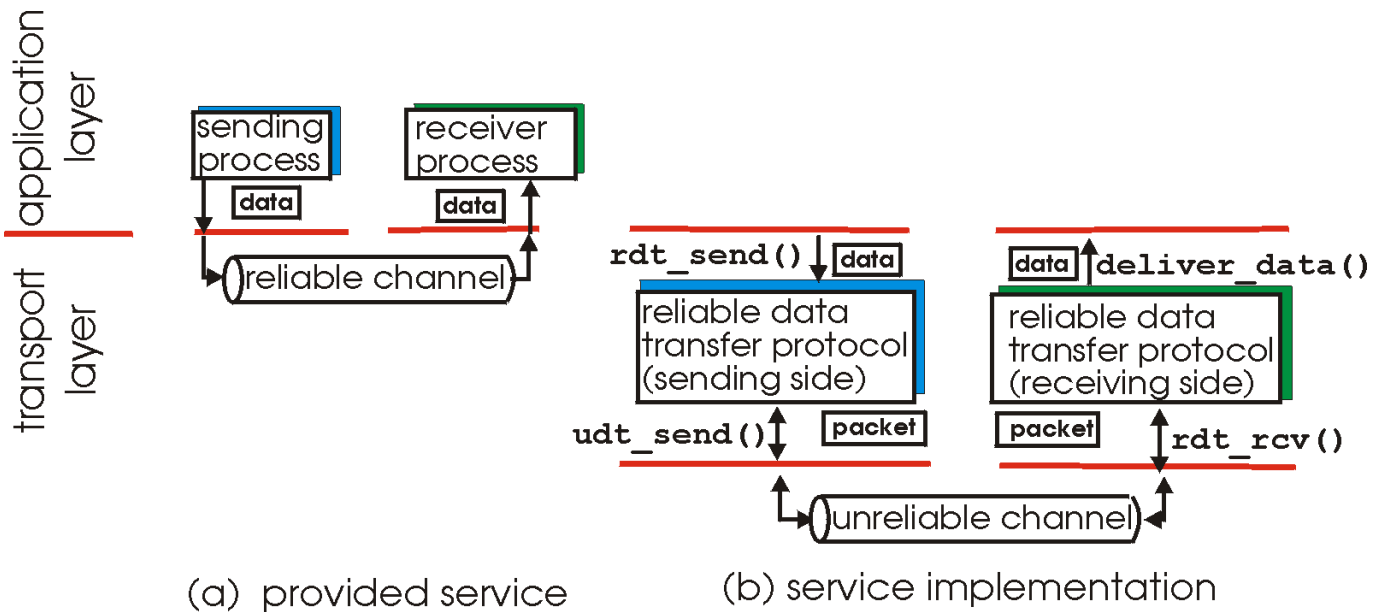 application
layer
transport
layer
sending
process
receiver
process
data
data
reliable channel
(a) provided service
rdt_send()
data
data
deliver_data()
reliable data
transfer protocol
(sending side)
reliable data
transfer protocol
(receiving side)
udt_send()
packet
packet
rdt_rcv()
unreliable channel
(b) service implementation